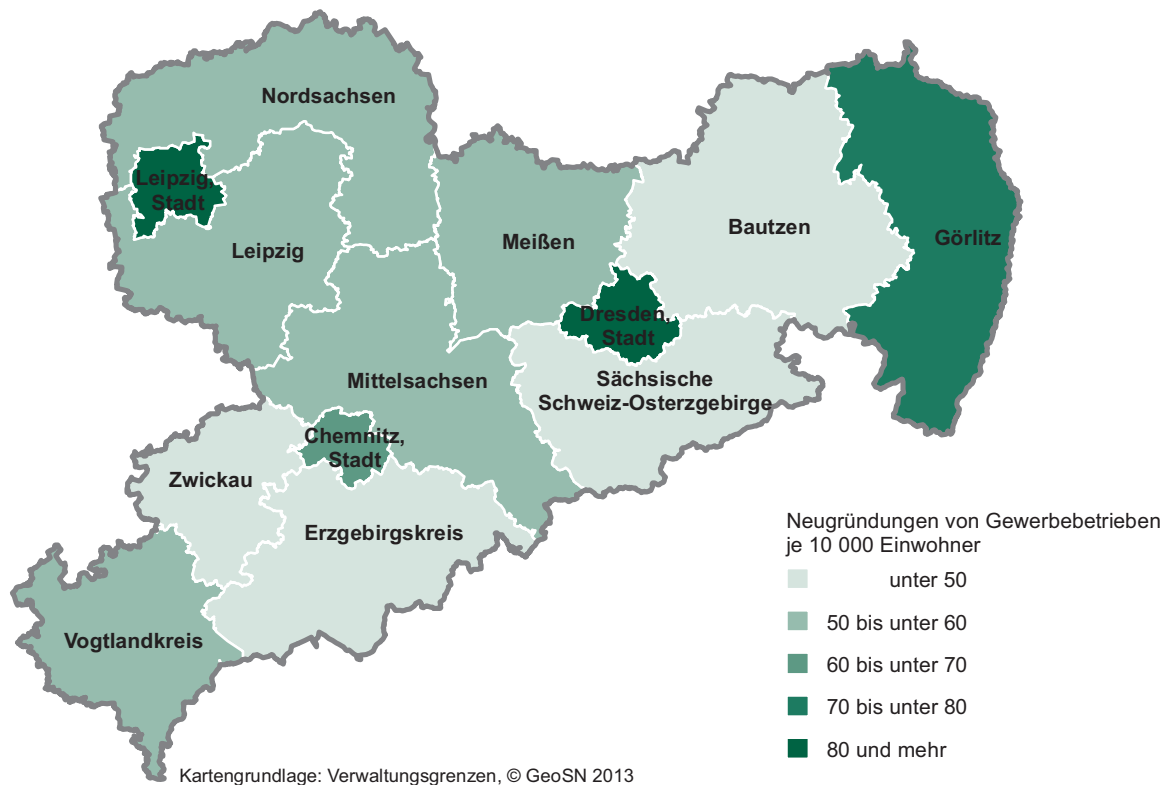 Nordsachsen
Leipzig,
Stadt
Leipzig
Meißen
Bautzen
Görlitz
Dresden,
Stadt
Mittelsachsen
Sächsische
Schweiz-Osterzgebirge
Chemnitz,
Stadt
Zwickau
Erzgebirgskreis
Vogtlandkreis
Neugründungen von Gewerbebetrieben
je 10 000 Einwohner
unter 50
50 bis unter 60
60 bis unter 70
70 bis unter 80
80 und mehr
Kartengrundlage: Verwaltungsgrenzen, © GeoSN 2013